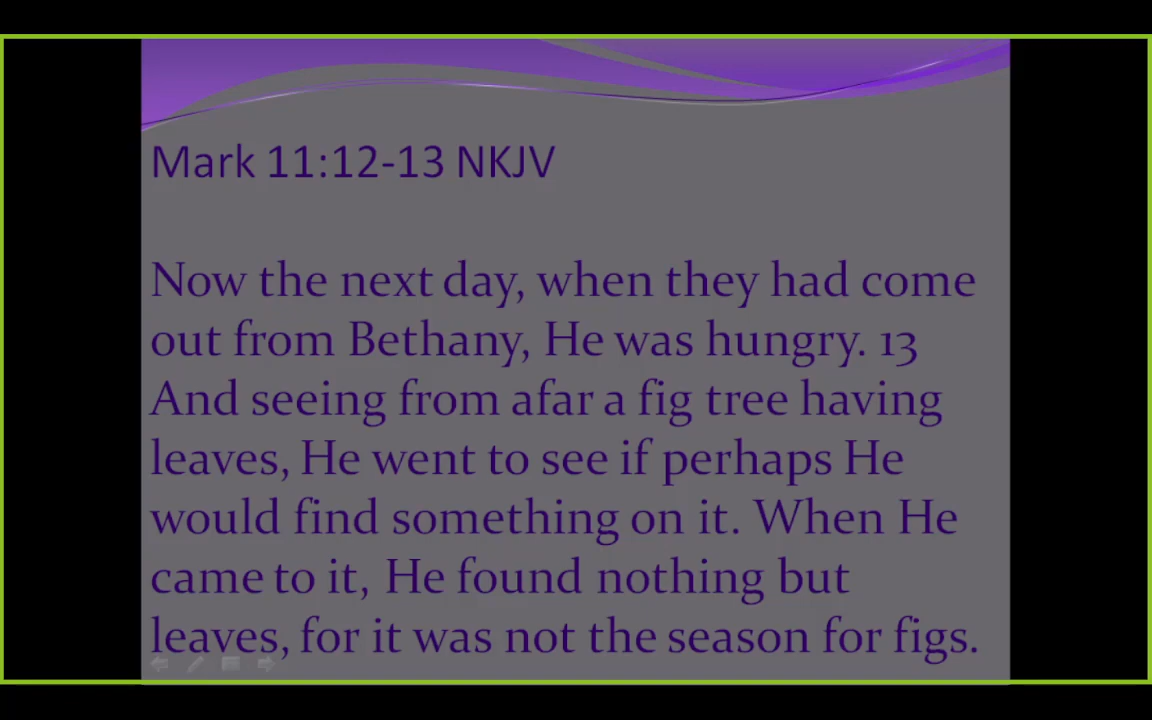 Mark 11:12-13 NKJV
Now the next day, when they had come
out from Bethany, He was hungry. 13
And seeing from afar a fig tree having
leaves, He went to see if perhaps He
would find something on it. When He
came to it, He found nothing but
leaves, for it was not the season for figs.